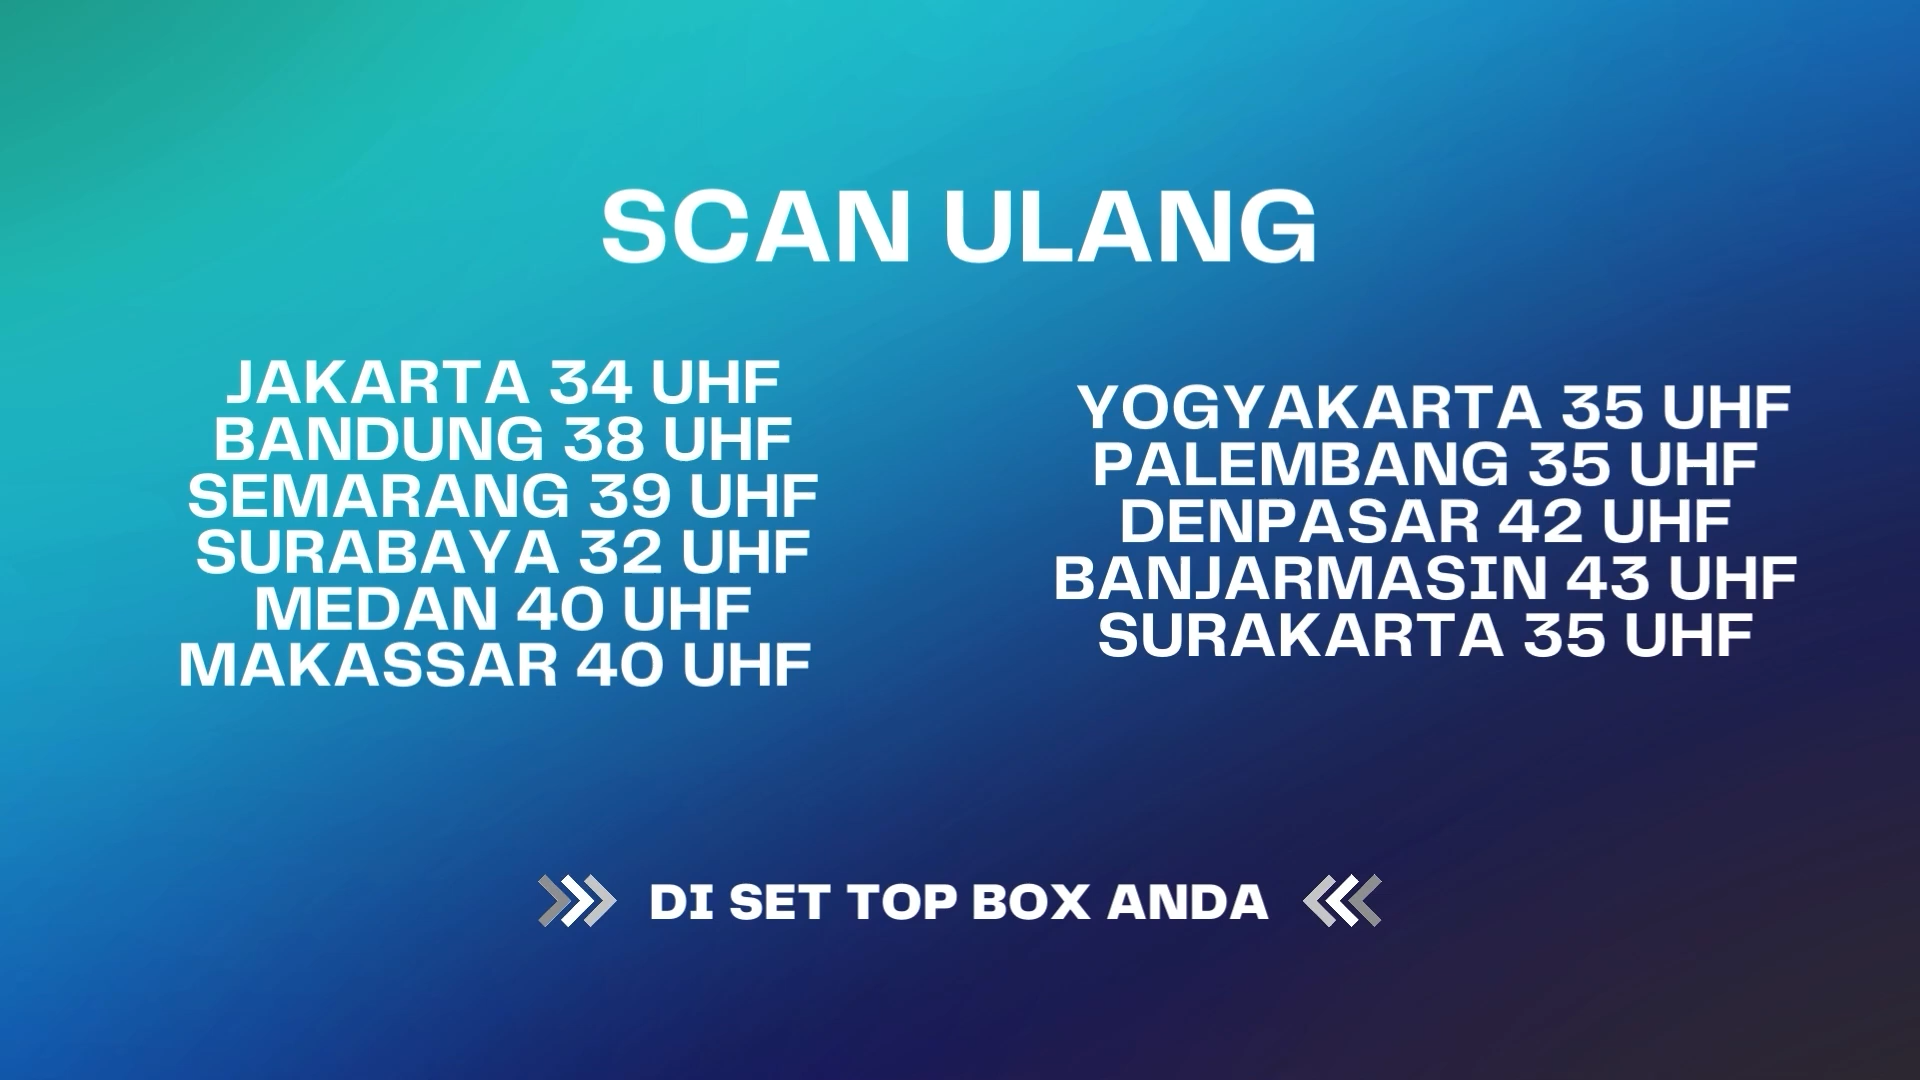 SCAN ULANG
JAKARTA 34 UHF
BANDUNG 38 UHF
SEMARANG 39 UHF
SURABAYA 32 UHF
MEDAN 40 UHF
MAKASSAR 40 UHF
YOGYAKARTA 35 UHF
PALEMBANG 35 UHF
DENPASAR 42 UHF
BANJARMASIN 43 UHF
SURAKARTA 35 UHF
DI SET TOP BOX ANDA